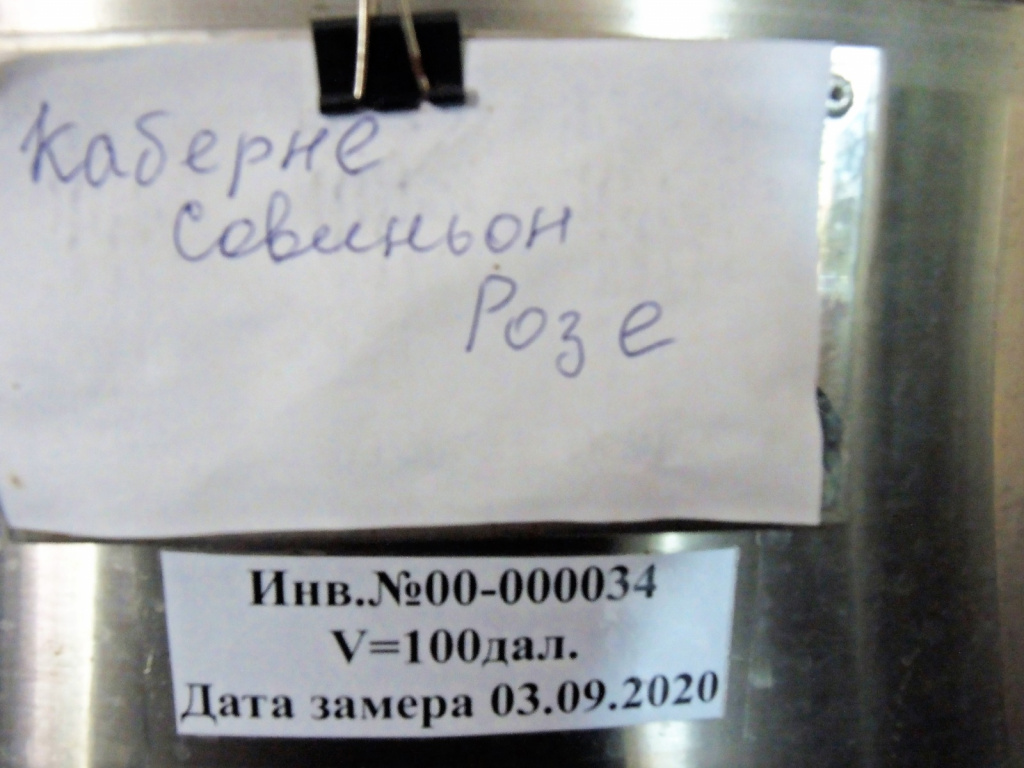 Каберне
Совиньон
Розе
Инв.№00-000034
V=100дал.
Дата замера 03.09.2020